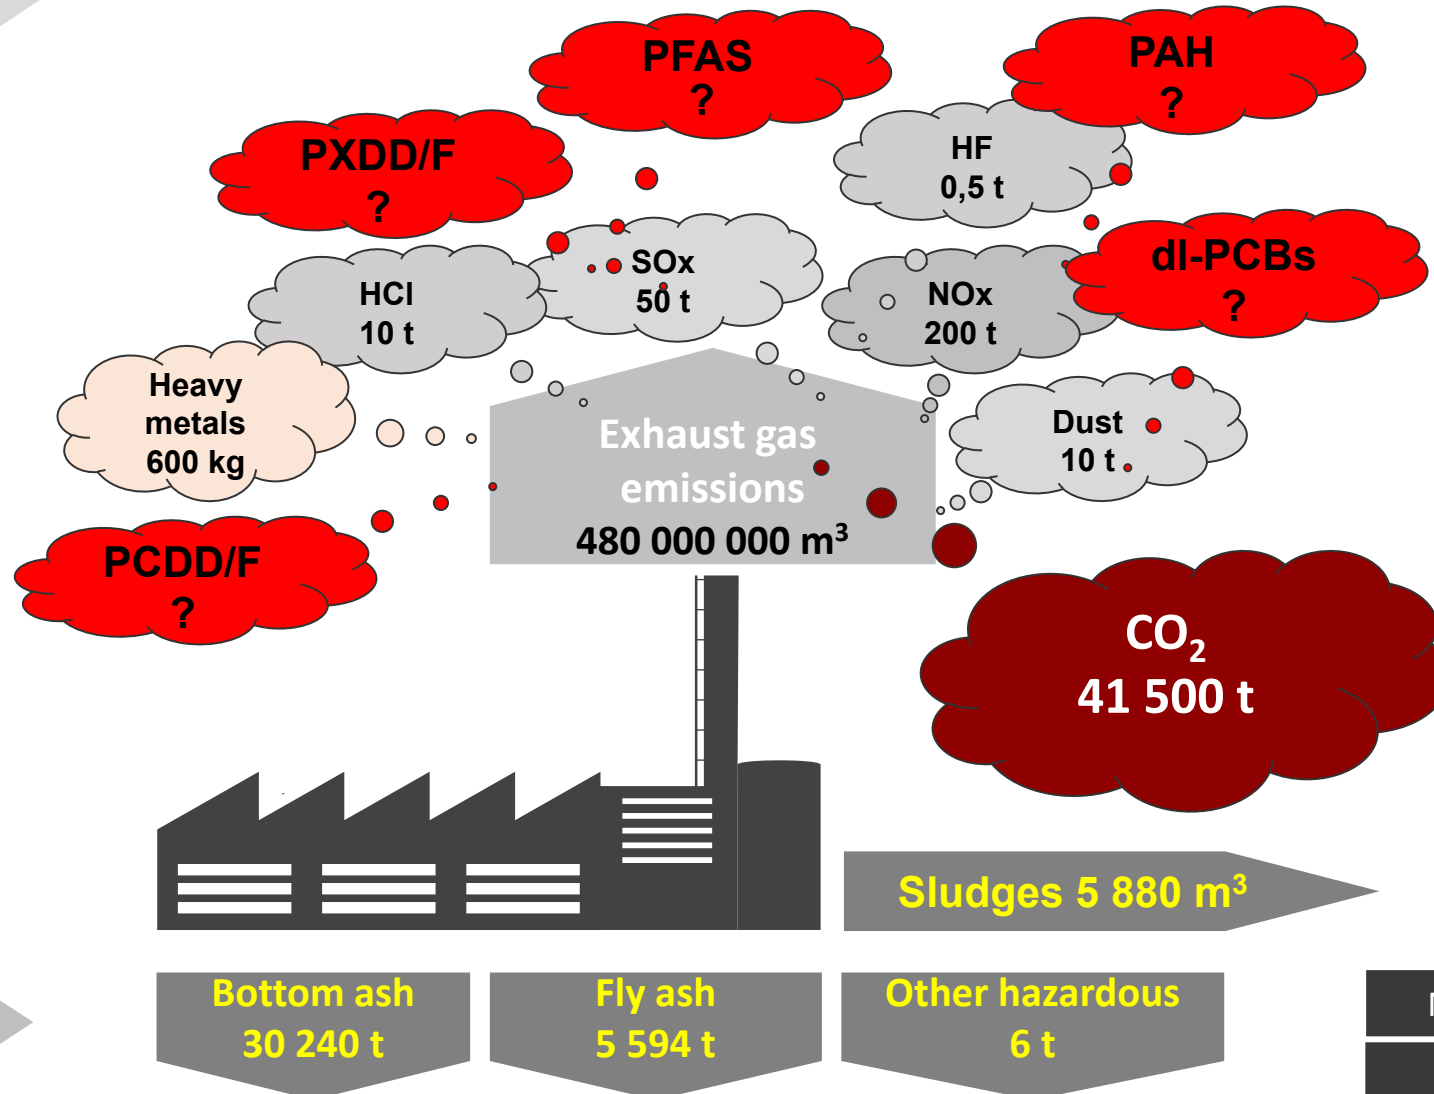 PFAS
?
PAH
?
PXDD/F
?
HF
0,5 t
dl-PCBs
?
SOx
50 t
HCl
10 t
NOx
200 t
Heavy
metals
600 kg
Dust
10 t
Exhaust gas
emissions
480 000 000 m³
PCDD/F
?
CO₂
41 500 t
Sludges 5 880 m³
Bottom ash
30 240 t
Fly ash
5 594 t
Other hazardous
6 t